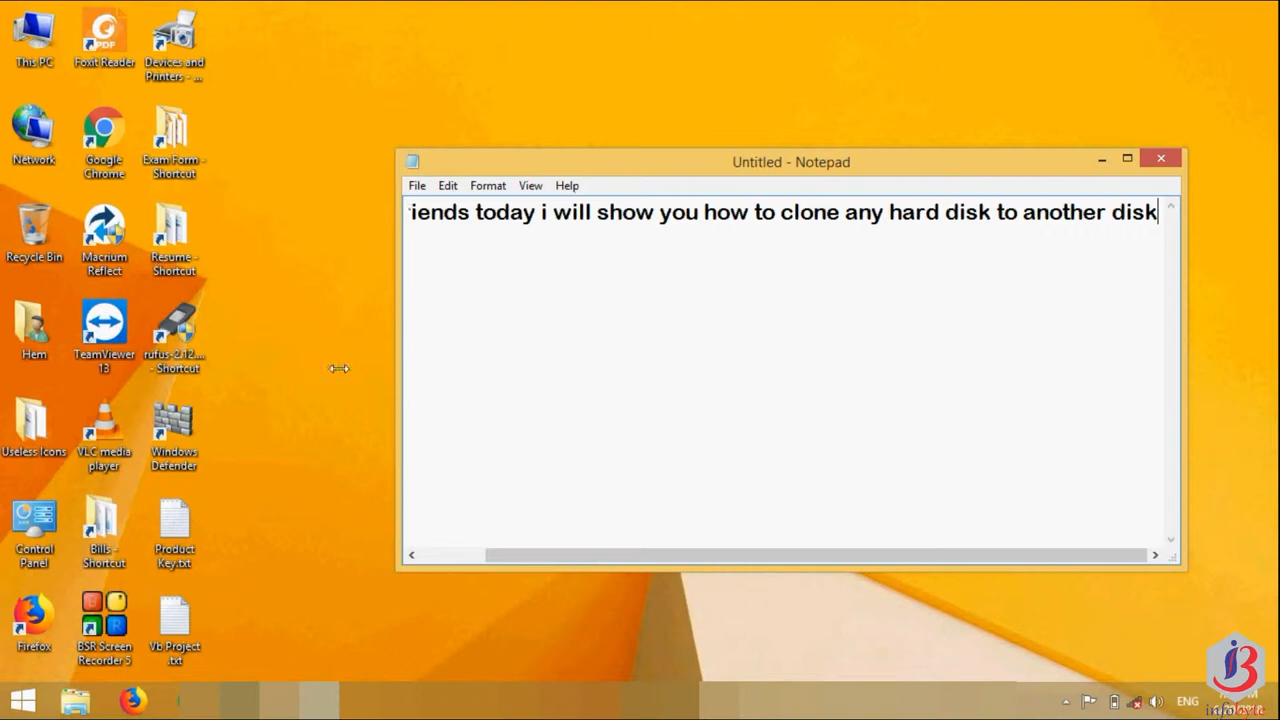 This PC
Foxit Reader
Devices and
Printers - ...
Network
Google
Chrome
Exam Form -
Shortcut
Recycle Bin
Macrium
Reflect
Resume -
Shortcut
Hem
TeamViewer
13
rufus-2.12....
- Shortcut
Useless Icons
VLC media
player
Windows
Defender
Control
Panel
Bills -
Shortcut
Product
Key.txt
Firefox
BSR Screen
Recorder 5
Vb Project
.txt
Untitled - Notepad
File Edit Format View Help
iends today i will show you how to clone any hard disk to another disk
ENG
infobyte